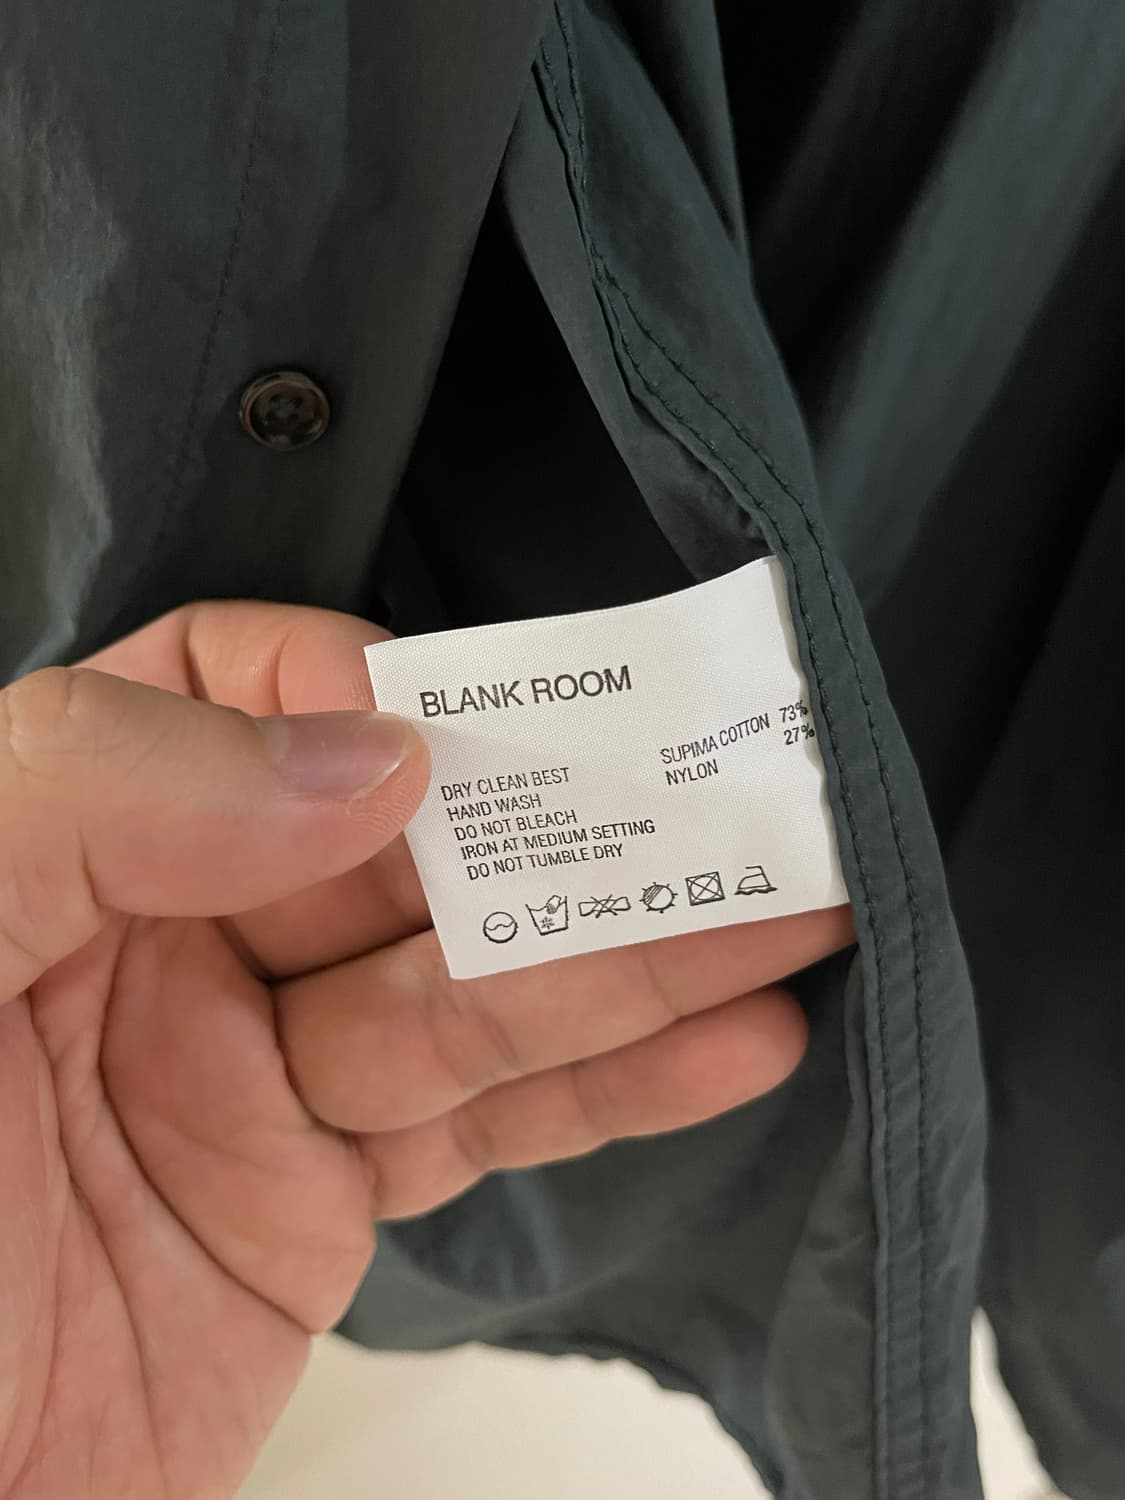 BLANK ROOM
SUPIMA COTTON 73%
NYLON 27%
DRY CLEAN BEST
HAND WASH
DO NOT BLEACH
IRON AT MEDIUM SETTING
DO NOT TUMBLE DRY